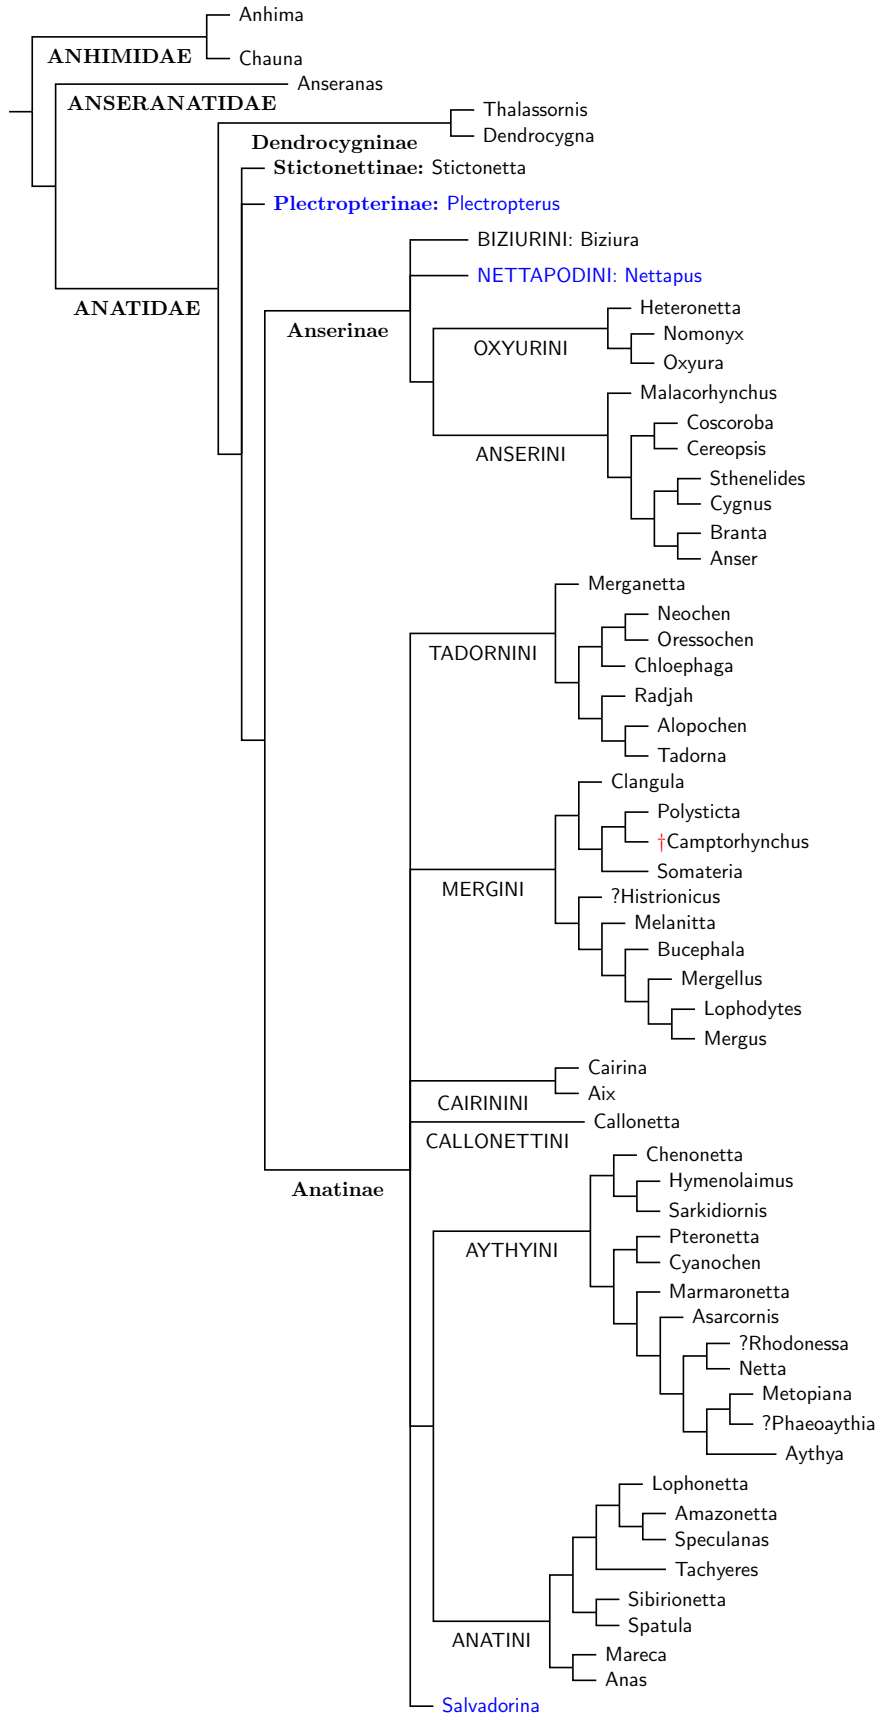 Anhima
ANHIMIDAE
Chauna
Anseranas
ANSERANATIDAE
Thalassornis
Dendrocygna
Dendrocygninae
Stictonettinae: Stictonetta
Plectropterinae: Plectropterus
BIZIURINI: Biziura
NETTAPODINI: Nettapus
ANATIDAE
Heteronetta
Anserinae
Nomonyx
OXYURINI
Oxyura
Malacorhynchus
Coscoroba
Cereopsis
ANSERINI
Sthenelides
Cygnus
Branta
Anser
Merganetta
Neochen
Oressochen
TADORNINI
Chloephaga
Radjah
Alopochen
Tadorna
Clangula
Polysticta
†Camptorhynchus
Somateria
MERGINI
?Histrionicus
Melanitta
Bucephala
Mergellus
Lophodytes
Mergus
Cairina
Aix
CAIRININI
Callonetta
CALLONETTINI
Chenonetta
Hymenolaimus
Anatinae
Sarkidiornis
Pteronetta
AYTHYINI
Cyanochen
Marmaronetta
Asarcornis
?Rhodonessa
Netta
Metopiana
?Phaeoaythia
Aythya
Lophonetta
Amazonetta
Speculanas
Tachyeres
Sibirionetta
Spatula
ANATINI
Mareca
Anas
Salvadorina